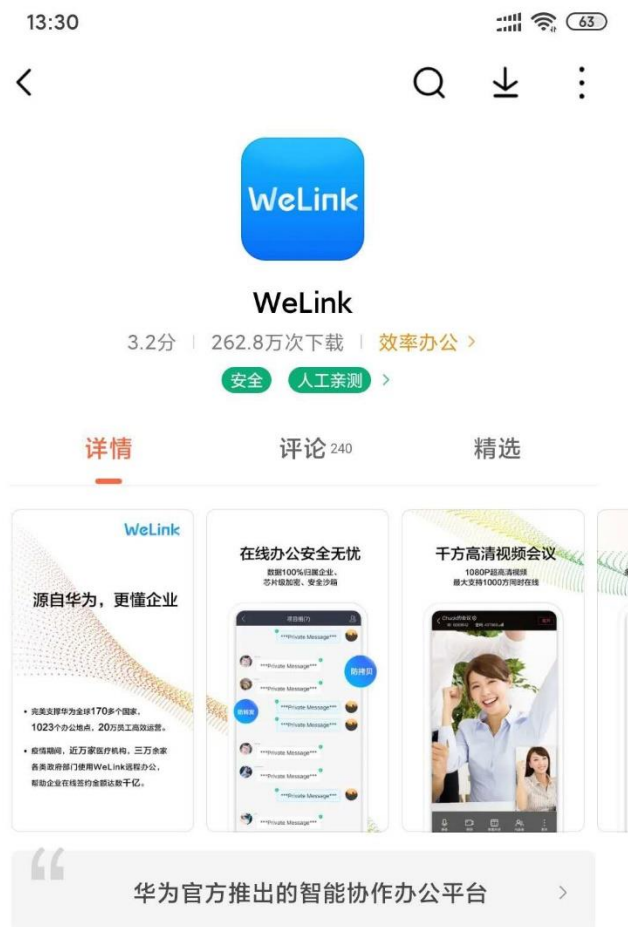 13:30
63
WeLink
WeLink
3.2分 262.8万次下载 效率办公
安全 人工亲测
详情 评论 240 精选
WeLink
源自华为，更懂企业
• 完美支撑华为全球170多个国家、
1023个办公地点，20万员工高效运营。
• 疫情期间，近万家医疗机构，三万余家
各类政府部门使用WeLink远程办公，
帮助企业在线签约金额达数千亿。
在线办公安全无忧
数据100%归属企业、
芯片级加密、安全沙箱
项目组(7)
***Private Message***
***Private Message***
防拷贝
***Private Message***
***Private Message***
***Private Message***
***Private Message***
***Private Message***
***Private Message***
***Private Message***
千方高清视频会议
1080P超高清视频
最大支持1000方同时在线
华为官方推出的智能协作办公平台